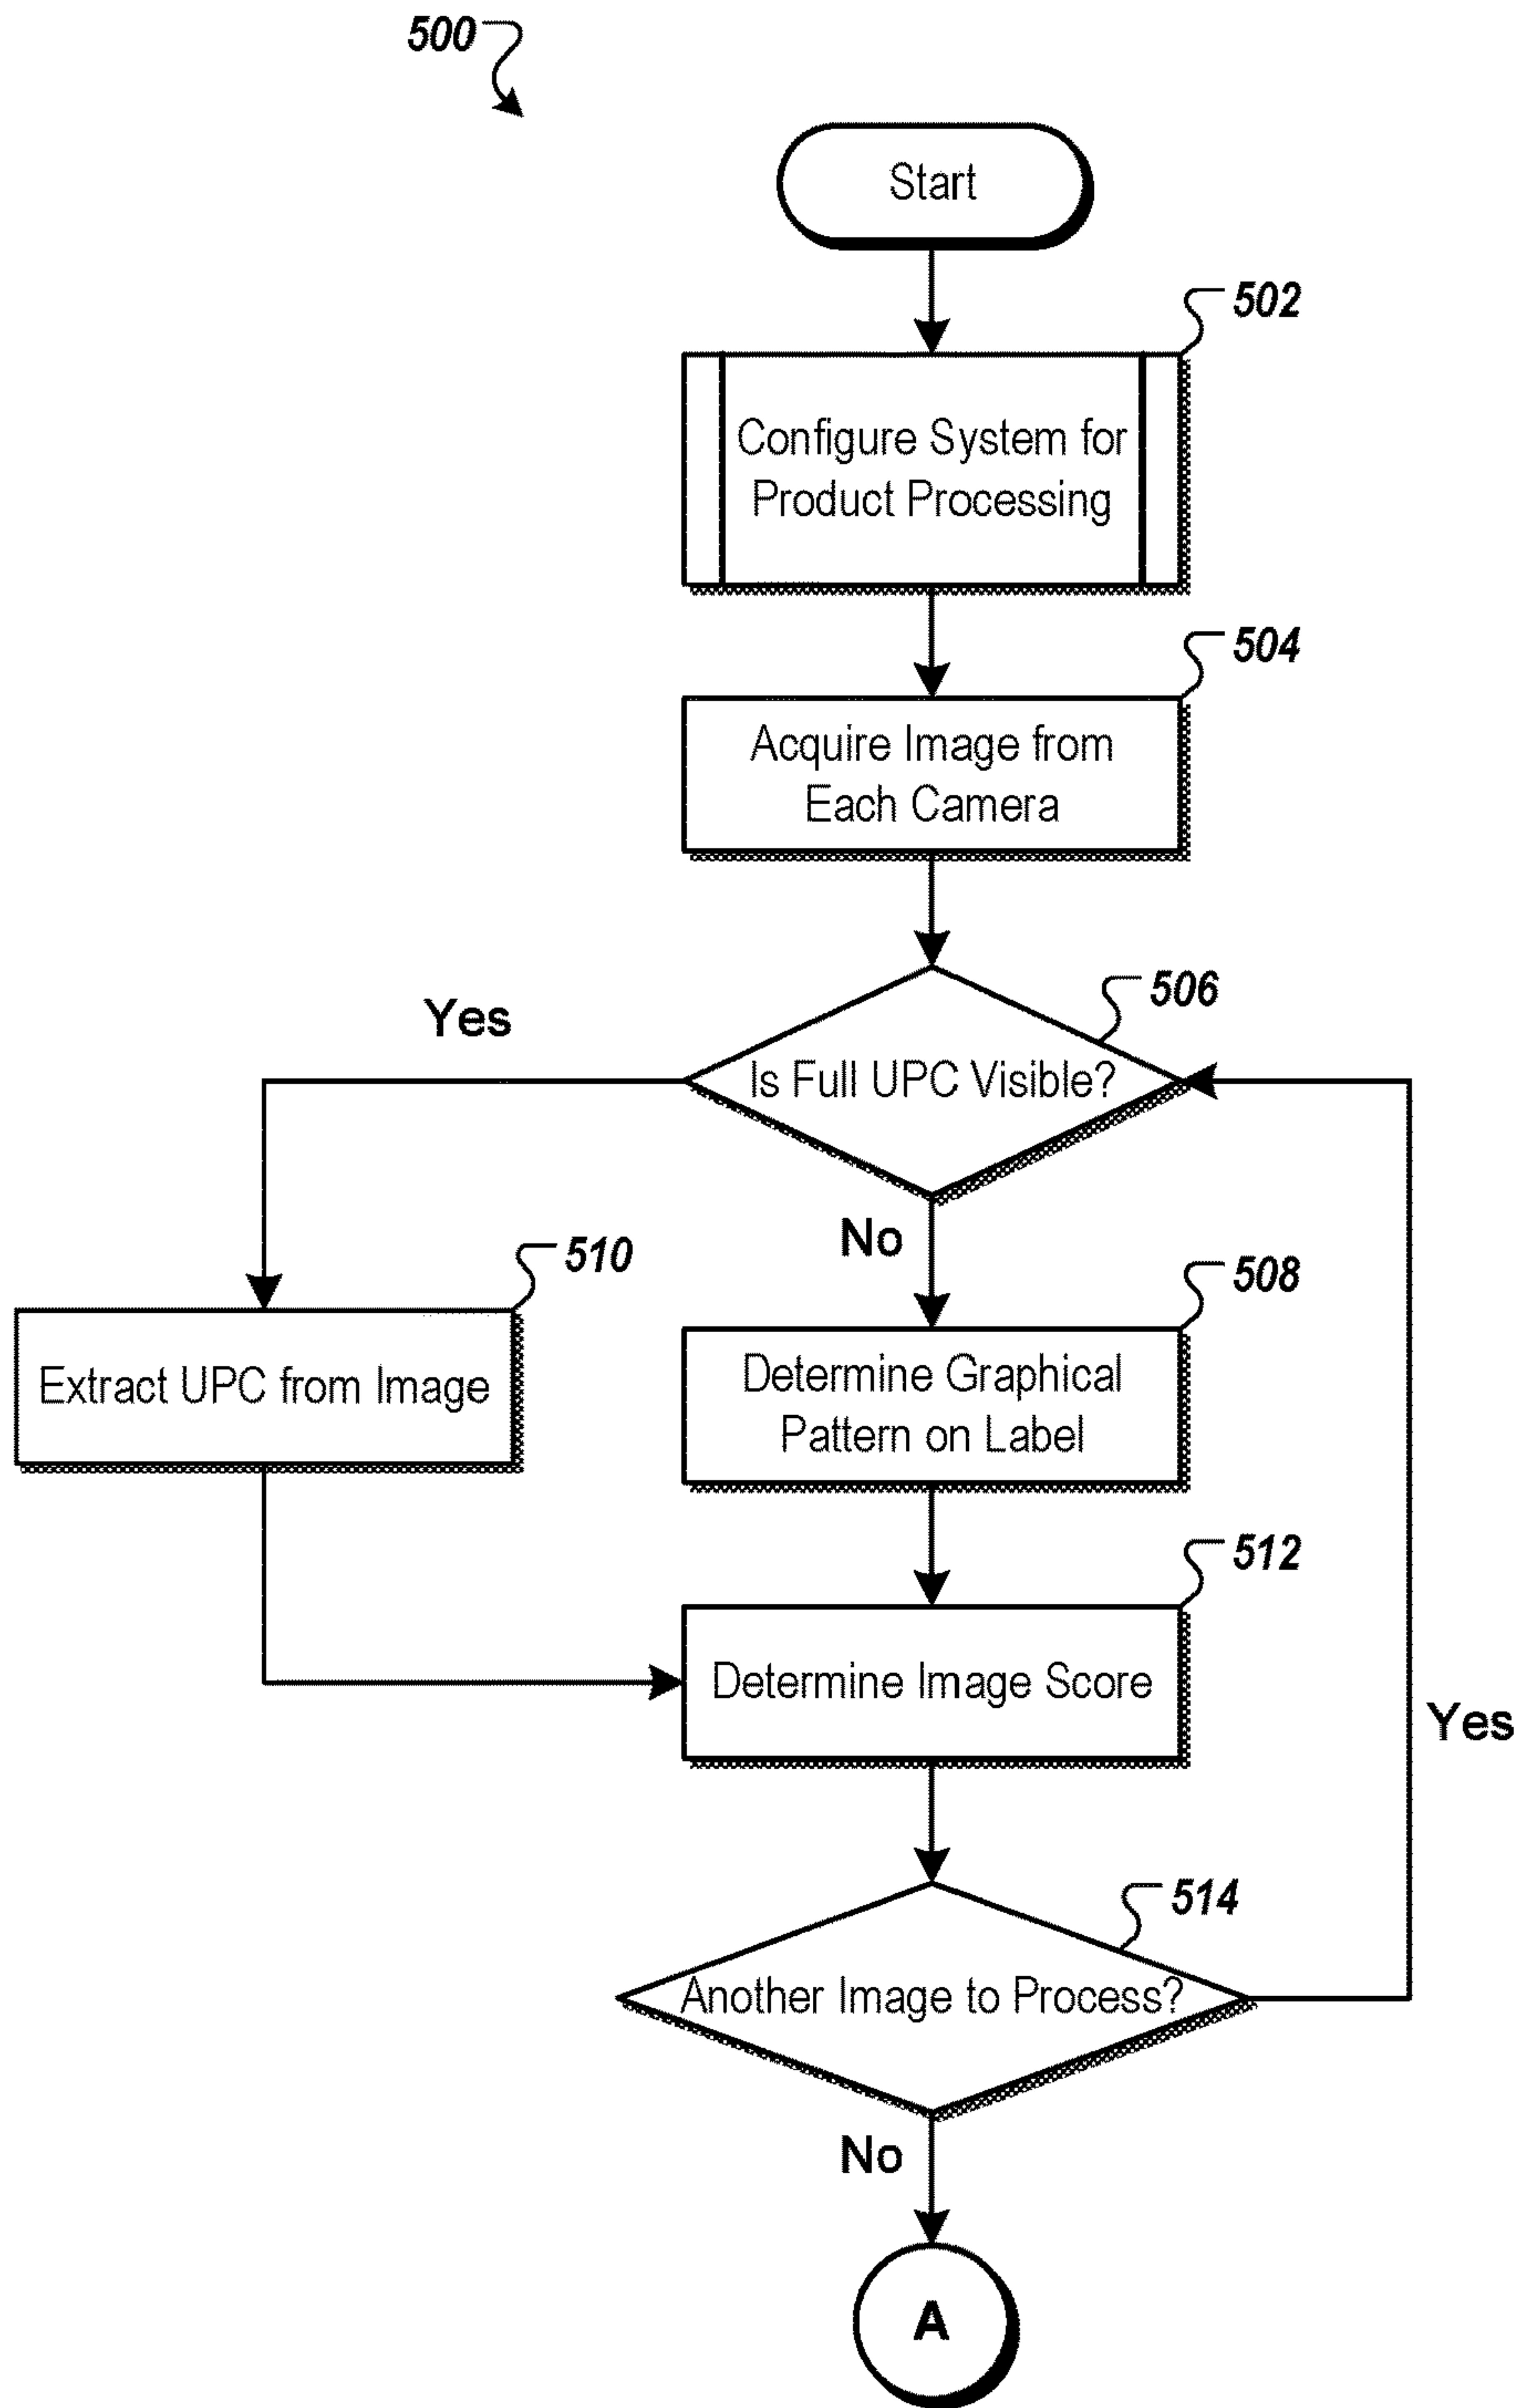 500
Start
502
Configure System for
Product Processing
504
Acquire Image from
Each Camera
506
Yes
Is Full UPC Visible?
No
510
508
Extract UPC from Image
Determine Graphical
Pattern on Label
512
Determine Image Score
Yes
514
Another Image to Process?
No
A